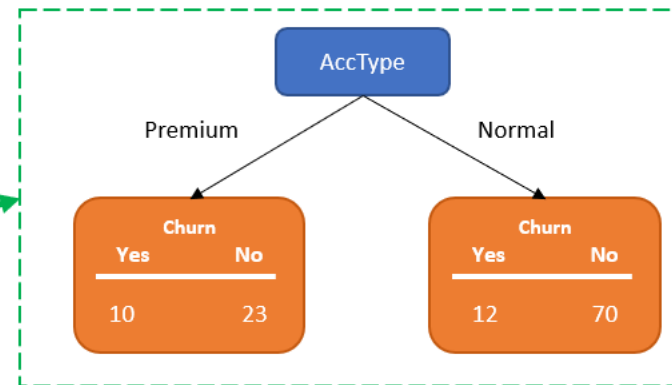 AccType
Premium Normal
Churn Churn
Yes No Yes No
10 23 12 70